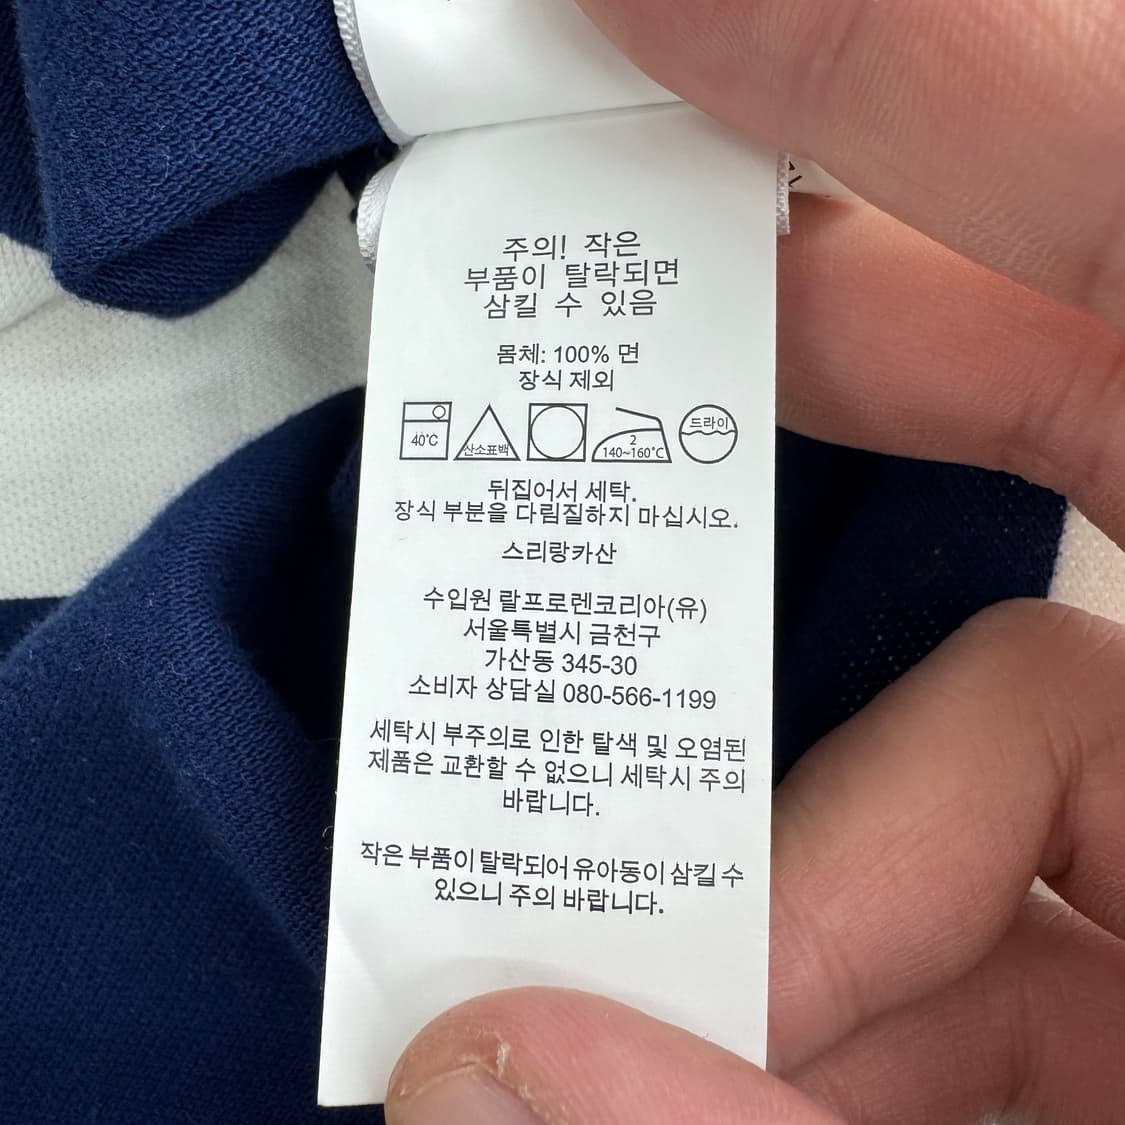 주의! 작은
부품이 탈락되면
삼킬 수 있음
몸체: 100% 면
장식 제외
40°C
산소표백
2
140~160°C
드라이
뒤집어서 세탁.
장식 부분을 다림질하지 마십시오.
스리랑카산
수입원 랄프로렌코리아(유)
서울특별시 금천구
가산동 345-30
소비자 상담실 080-566-1199
세탁시 부주의로 인한 탈색 및 오염된
제품은 교환할 수 없으니 세탁시 주의
바랍니다.
작은 부품이 탈락되어 유아동이 삼킬 수
있으니 주의 바랍니다.